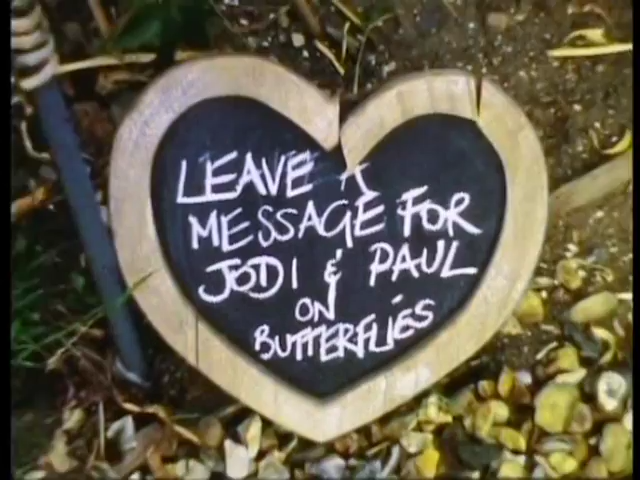 LEAVE A
MESSAGE FOR
JODI & PAUL
ON
BUTTERFLIES